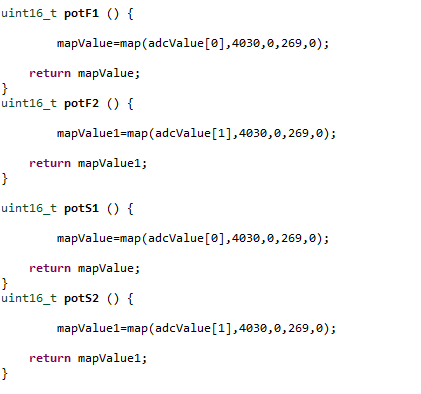 uint16_t potF1 () {
mapValue=map(adcValue[0],4030,0,269,0);
return mapValue;
}
uint16_t potF2 () {
mapValue1=map(adcValue[1],4030,0,269,0);
return mapValue1;
}
uint16_t potS1 () {
mapValue=map(adcValue[0],4030,0,269,0);
return mapValue;
}
uint16_t potS2 () {
mapValue1=map(adcValue[1],4030,0,269,0);
return mapValue1;
}